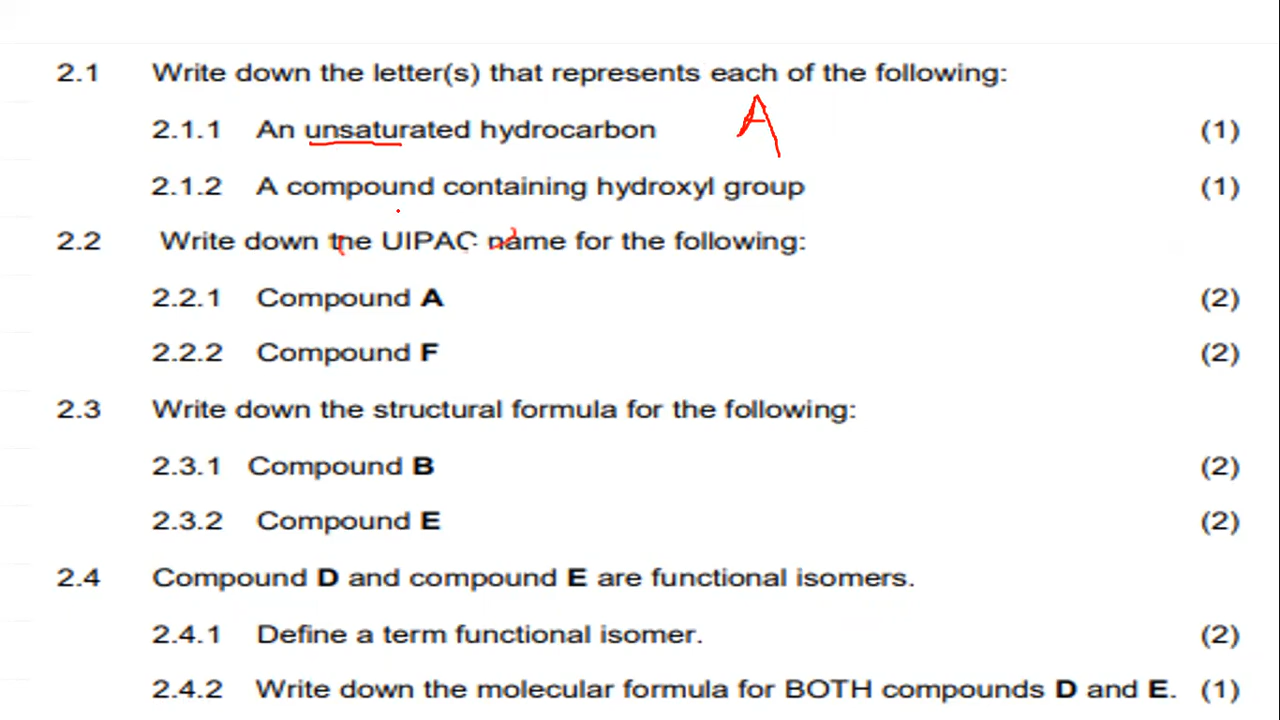 2.1 Write down the letter(s) that represents each of the following:
2.1.1 An unsaturated hydrocarbon (1)
A
2.1.2 A compound containing hydroxyl group (1)
2.2 Write down the UIPAC name for the following:
2.2.1 Compound A (2)
2.2.2 Compound F (2)
2.3 Write down the structural formula for the following:
2.3.1 Compound B (2)
2.3.2 Compound E (2)
2.4 Compound D and compound E are functional isomers.
2.4.1 Define a term functional isomer. (2)
2.4.2 Write down the molecular formula for BOTH compounds D and E. (1)